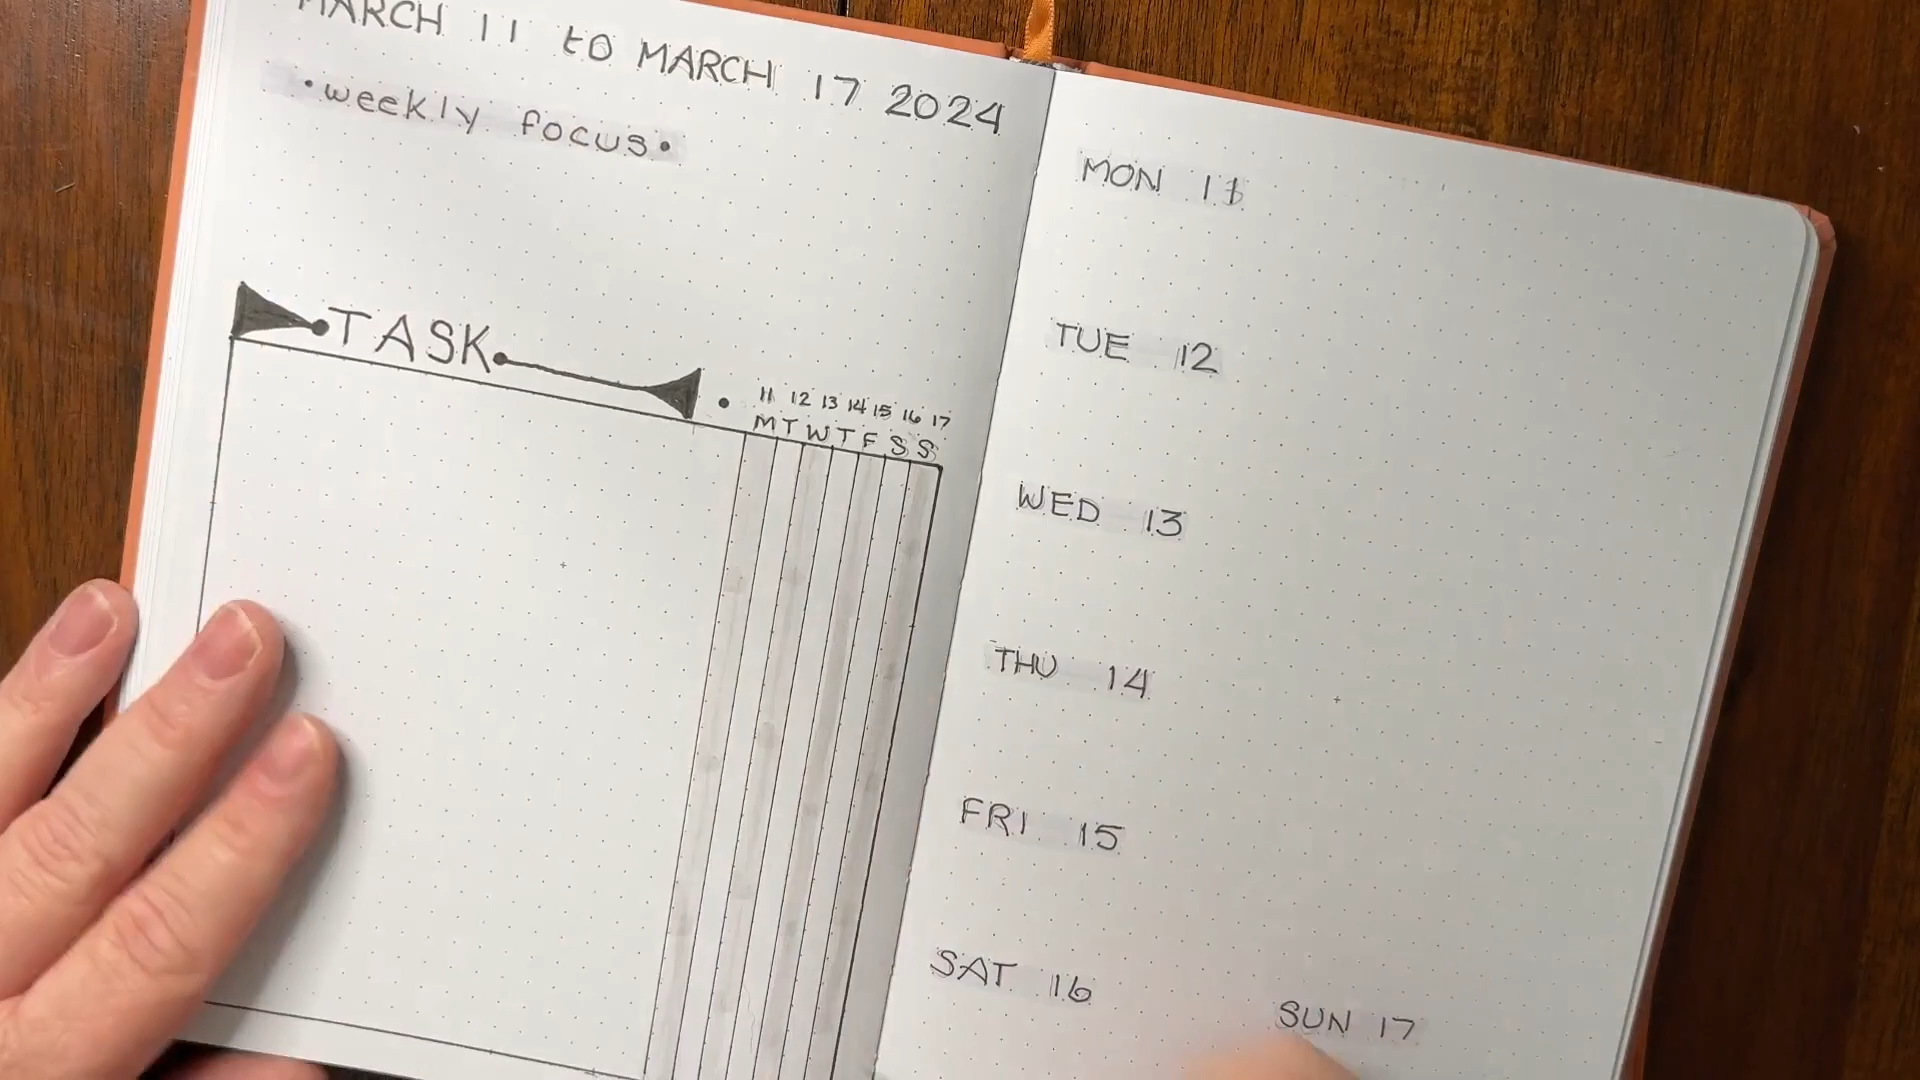 MARCH 11 to MARCH 17 2024
•weekly focus•
TASK
11 12 13 14 15 16 17
M T W T F S S
MON 11
TUE 12
WED 13
THU 14
FRI 15
SAT 16
SUN 17